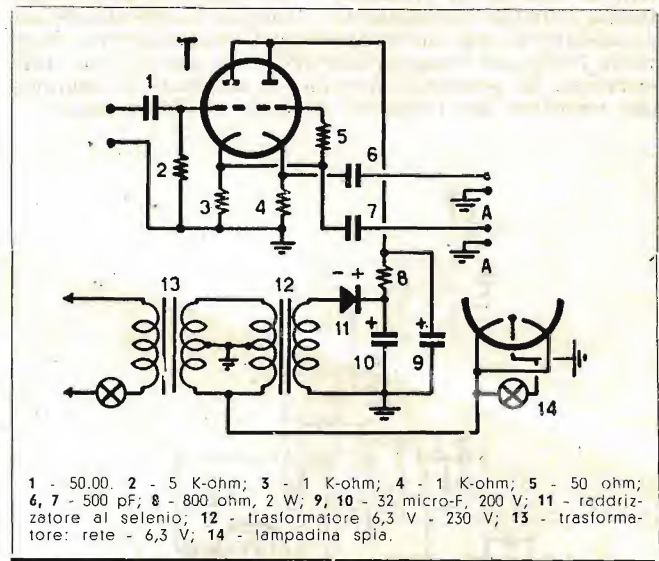 T
1
2
3
4
5
6
7
A
A
8
- +
11
+
10
+
9
13
12
14
1 - 50.00. 2 - 5 K-ohm; 3 - 1 K-ohm; 4 - 1 K-ohm; 5 - 50 ohm;
6, 7 - 500 pF; 8 - 800 ohm, 2 W; 9, 10 - 32 micro-F, 200 V; 11 - raddriz-
zatore al selenio; 12 - trasformatore 6,3 V - 230 V; 13 - trasforma-
tore: rete - 6,3 V; 14 - lampadina spia.